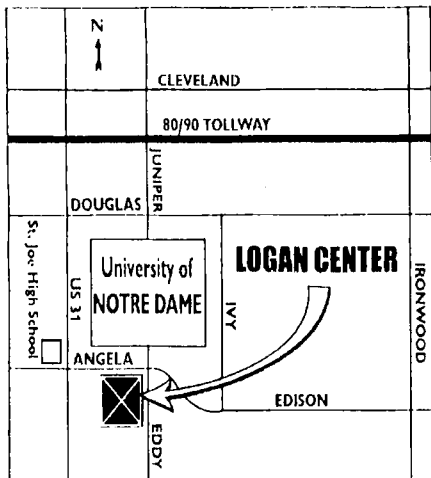 N
CLEVELAND
80/90 TOLLWAY
JUNIPER
DOUGLAS
St. Joe High School
US 31
University of
NOTRE DAME
IVY
LOGAN CENTER
IRONWOOD
ANGELA
EDISON
EDDY